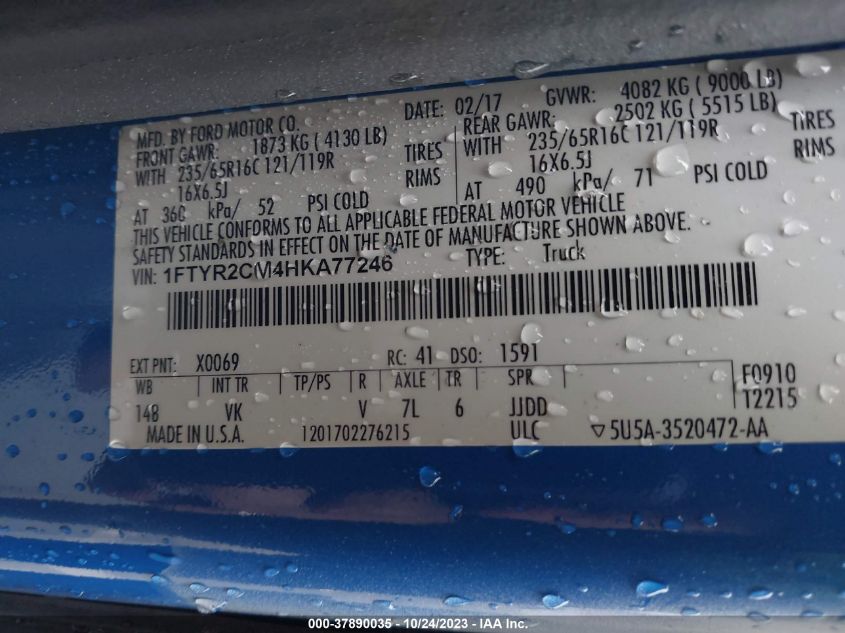 MFD. BY FORD MOTOR CO. DATE: 02/17 GVWR: 4082 KG ( 9000 LB)
FRONT GAWR: 1873 KG ( 4130 LB) REAR GAWR: 2502 KG ( 5515 LB)
WITH 235/65R16C 121/119R TIRES WITH 235/65R16C 121/119R TIRES
16X6.5J RIMS 16X6.5J RIMS
AT 360 kPa/ 52 PSI COLD AT 490 kPa/ 71 PSI COLD
THIS VEHICLE CONFORMS TO ALL APPLICABLE FEDERAL MOTOR VEHICLE
SAFETY STANDARDS IN EFFECT ON THE DATE OF MANUFACTURE SHOWN ABOVE.
VIN: 1FTYR2CM4HKA77246 TYPE: Truck
EXT PNT: X0069 RC: 41 DSO: 1591
WB INT TR TP/PS R AXLE TR SPR F0910
148 VK V 7L 6 JJDD T2215
MADE IN U.S.A. 1201702276215 ULC ▽5U5A-3520472-AA
000-37890035 - 10/24/2023 - IAA Inc.